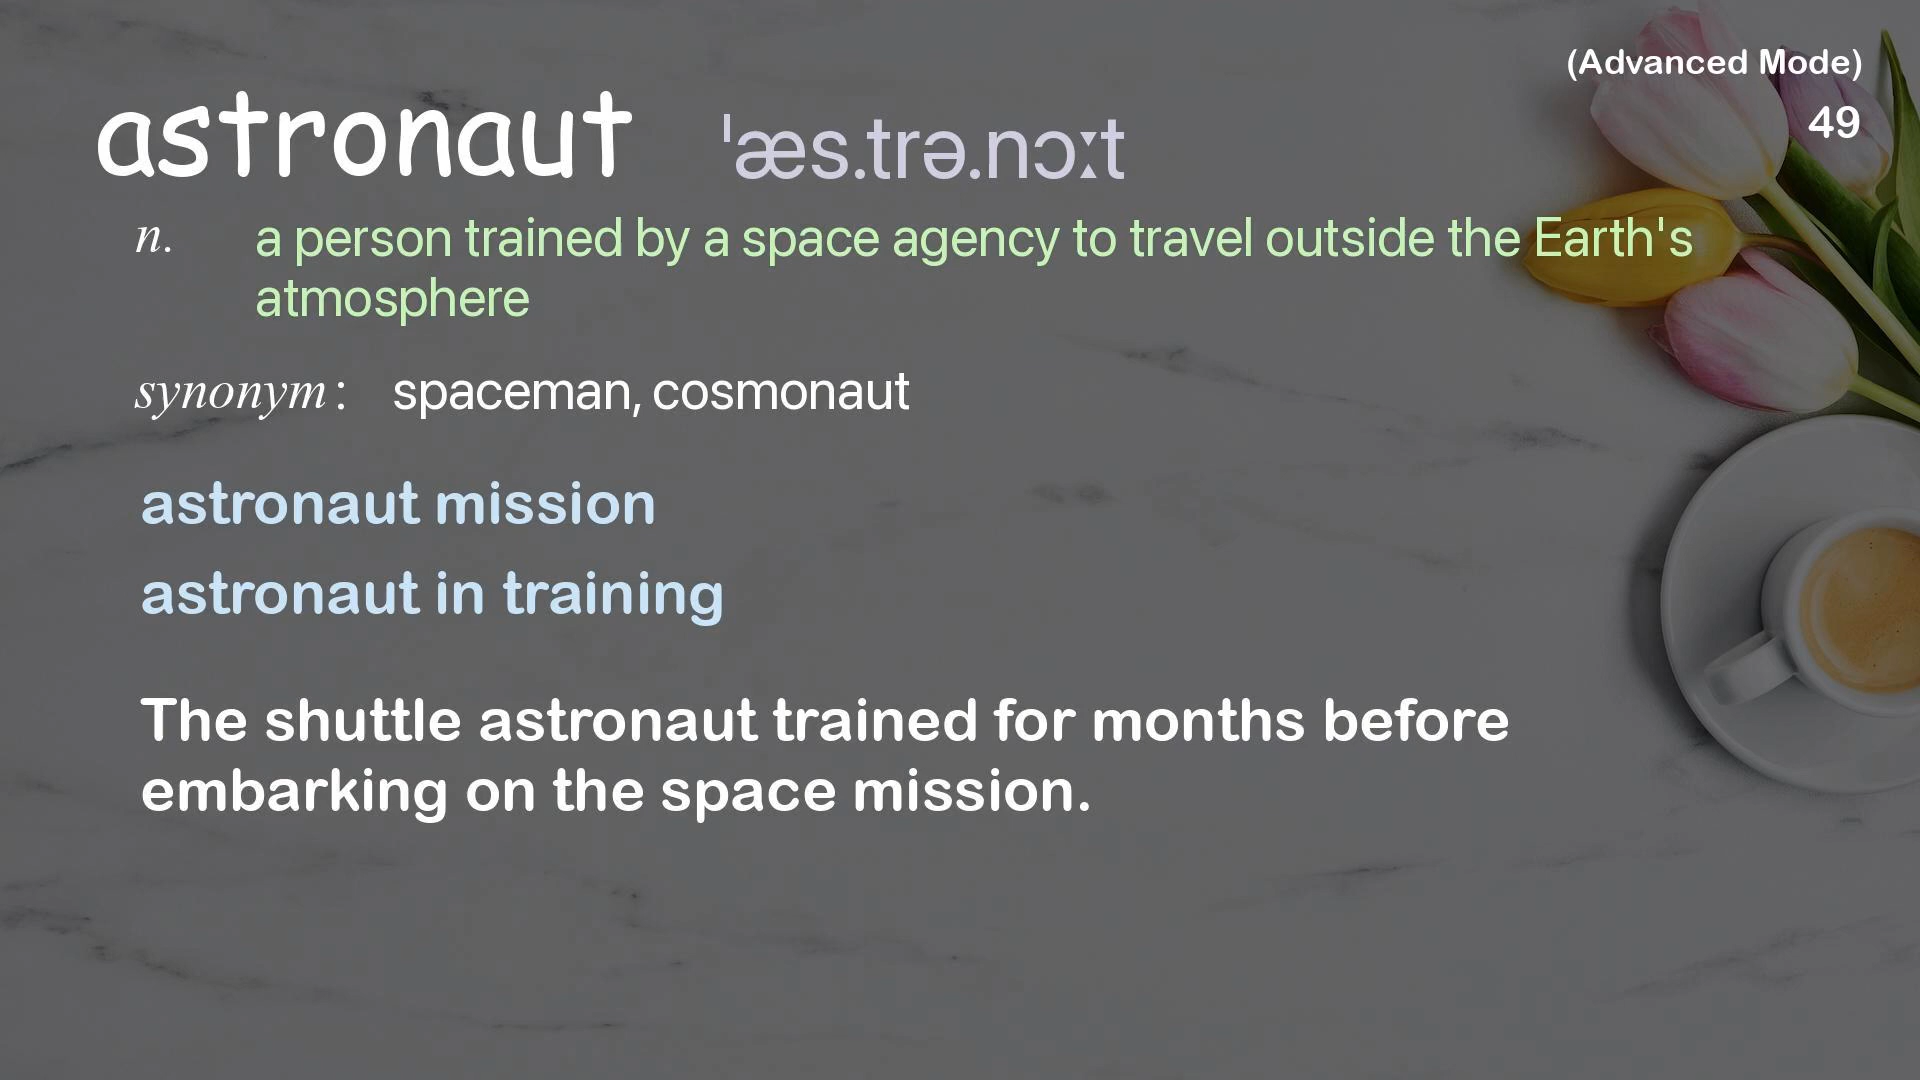 (Advanced Mode)
astronaut ˈæs.trə.nɔːt
49
n. a person trained by a space agency to travel outside the Earth's
atmosphere
synonym: spaceman, cosmonaut
astronaut mission
astronaut in training
The shuttle astronaut trained for months before
embarking on the space mission.